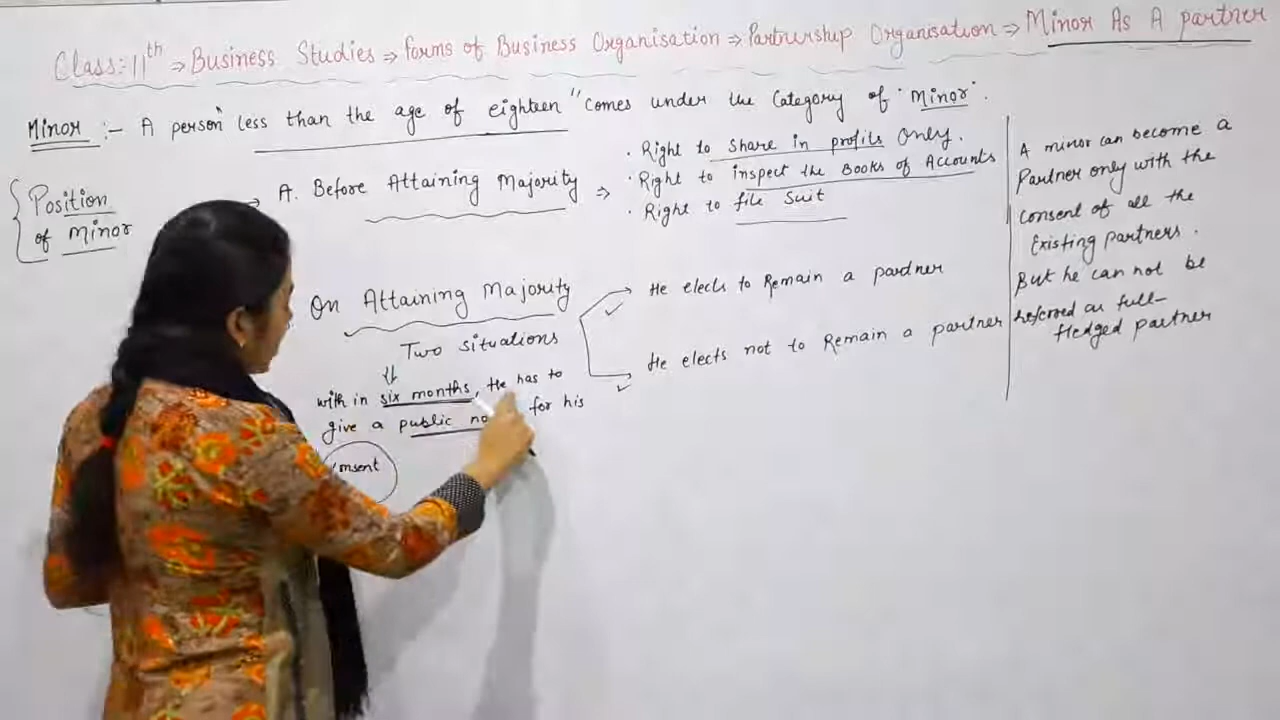 Class: 11th ⇒ Business Studies ⇒ Forms of Business Organisation ⇒ Partnership Organisation ⇒ Minor As A partner
Minor :- A person "less than the age of eighteen" comes under the Category of "Minor".
Position
of minor
A. Before Attaining Majority ⇒
· Right to share in profits Only.
· Right to inspect the Books of Accounts
· Right to file Suit
On Attaining Majority
Two situations
with in six months, He has to
give a public for his
He elects to Remain a partner
He elects not to Remain a partner
A minor can become a
Partner only with the
Consent of all the
Existing partners.
But he can not be
referred as full-
fledged partner